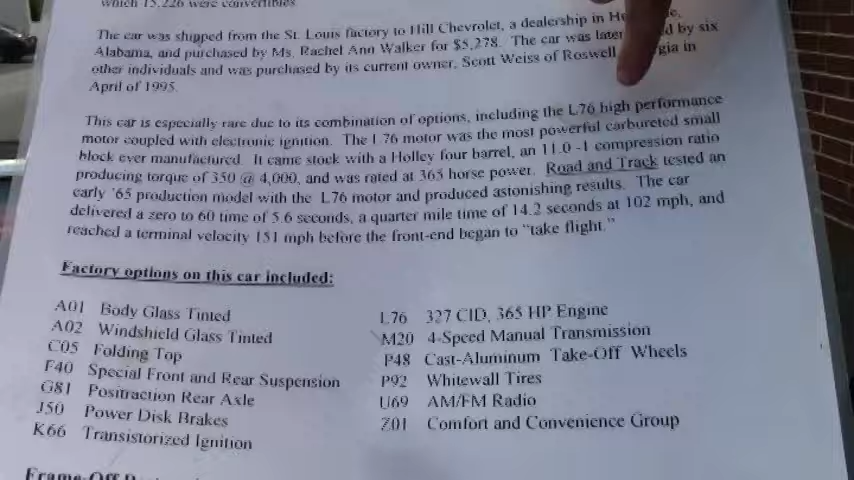 which 15,226 were convertibles
The car was shipped from the St. Louis factory to Hill Chevrolet, a dealership in
Alabama, and purchased by Ms. Rachel Ann Walker for $5,278. The car was later by six
other individuals and was purchased by its current owner, Scott Weiss of Roswell
April of 1995.
This car is especially rare due to its combination of options, including the L76 high performance
motor coupled with electronic ignition. The L76 motor was the most powerful carbureted small
block ever manufactured. It came stock with a Holley four barrel, an 11.0 -1 compression ratio
producing torque of 350 @ 4,000, and was rated at 365 horse power. Road and Track tested an
early '65 production model with the L76 motor and produced astonishing results. The car
delivered a zero to 60 time of 5.6 seconds, a quarter mile time of 14.2 seconds at 102 mph, and
reached a terminal velocity 151 mph before the front-end began to "take flight."
Factory options on this car included:
A01 Body Glass Tinted
A02 Windshield Glass Tinted
C05 Folding Top
F40 Special Front and Rear Suspension
G81 Positraction Rear Axle
J50 Power Disk Brakes
K66 Transistorized Ignition
L76 327 CID, 365 HP Engine
M20 4-Speed Manual Transmission
P48 Cast-Aluminum Take-Off Wheels
P92 Whitewall Tires
U69 AM/FM Radio
Z01 Comfort and Convenience Group
Frame-Off